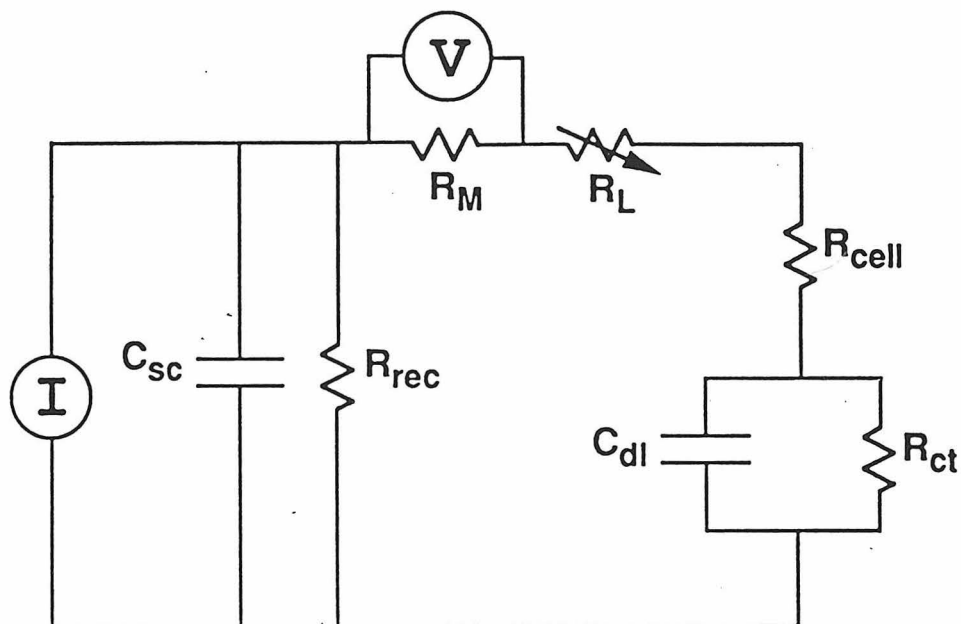 V
R_M
R_L
R_cell
C_sc
R_rec
I
C_dl
R_ct